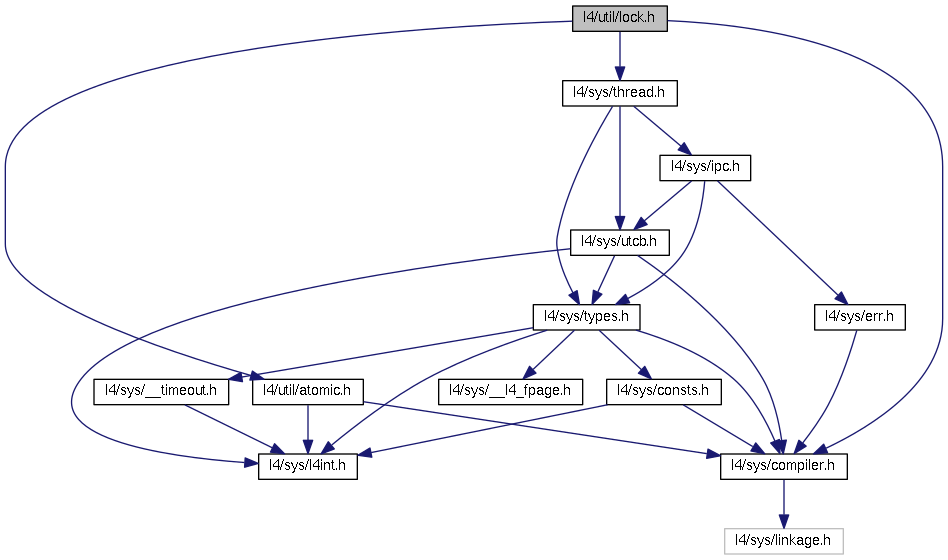 l4/util/lock.h
l4/sys/thread.h
l4/sys/ipc.h
l4/sys/utcb.h
l4/sys/types.h
l4/sys/err.h
l4/sys/__timeout.h
l4/util/atomic.h
l4/sys/__l4_fpage.h
l4/sys/consts.h
l4/sys/l4int.h
l4/sys/compiler.h
l4/sys/linkage.h